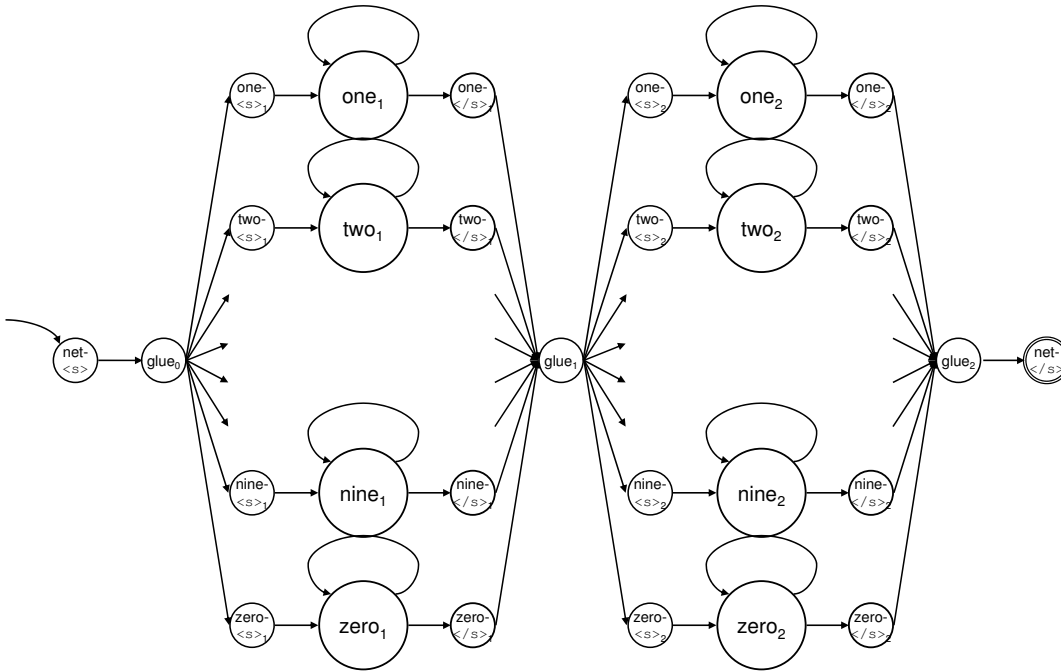 one-
<s>1
one1
one-
</s>1
one-
<s>2
one2
one-
</s>2
two-
<s>1
two1
two-
</s>1
two-
<s>2
two2
two-
</s>2
net-
<s>
glue0
glue1
glue2
net-
</s>
nine-
<s>1
nine1
nine-
</s>1
nine-
<s>2
nine2
nine-
</s>2
zero-
<s>1
zero1
zero-
</s>1
zero-
<s>2
zero2
zero-
</s>2